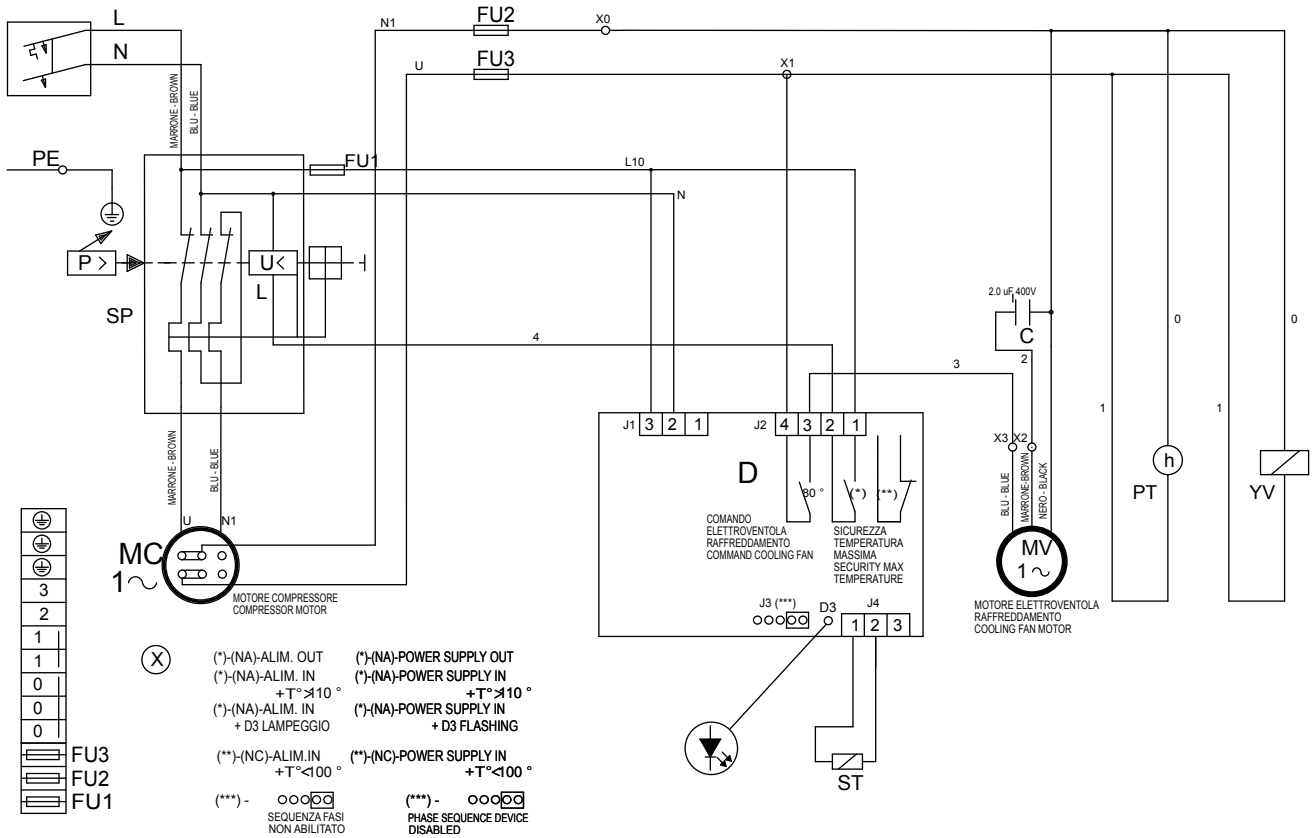 L
N
N1
FU2
X0
U
FU3
X1
MARRONE - BROWN
BLU - BLUE
PE
FU1
L10
N
P >
U<
L
SP
4
2.0 uF 400V
C
2
3
0
0
1
1
J1 3 2 1
J2 4 3 2 1
X3 X2
D
80 °
(*)
(**)
COMANDO
ELETTROVENTOLA
RAFFREDDAMENTO
COMMAND COOLING FAN
SICUREZZA
TEMPERATURA
MASSIMA
SECURITY MAX
TEMPERATURE
BLU - BLUE
MARRONE-BROWN
NERO - BLACK
h
PT
YV
MARRONE - BROWN
BLU - BLUE
U
N1
MC
1
MV
1
MOTORE COMPRESSORE
COMPRESSOR MOTOR
MOTORE ELETTROVENTOLA
RAFFREDDAMENTO
COOLING FAN MOTOR
J3 (***)
D3
J4
1 2 3
ST
3
2
1
1
0
0
0
FU3
FU2
FU1
X
(*)-(NA)-ALIM. OUT
(*)-(NA)-ALIM. IN
+T°>110 °
(*)-(NA)-ALIM. IN
+ D3 LAMPEGGIO
(**)-(NC)-ALIM.IN
+T°<100 °
(***) -
SEQUENZA FASI
NON ABILITATO
(*)-(NA)-POWER SUPPLY OUT
(*)-(NA)-POWER SUPPLY IN
+T°>110 °
(*)-(NA)-POWER SUPPLY IN
+ D3 FLASHING
(**)-(NC)-POWER SUPPLY IN
+T°<100 °
(***) -
PHASE SEQUENCE DEVICE
DISABLED